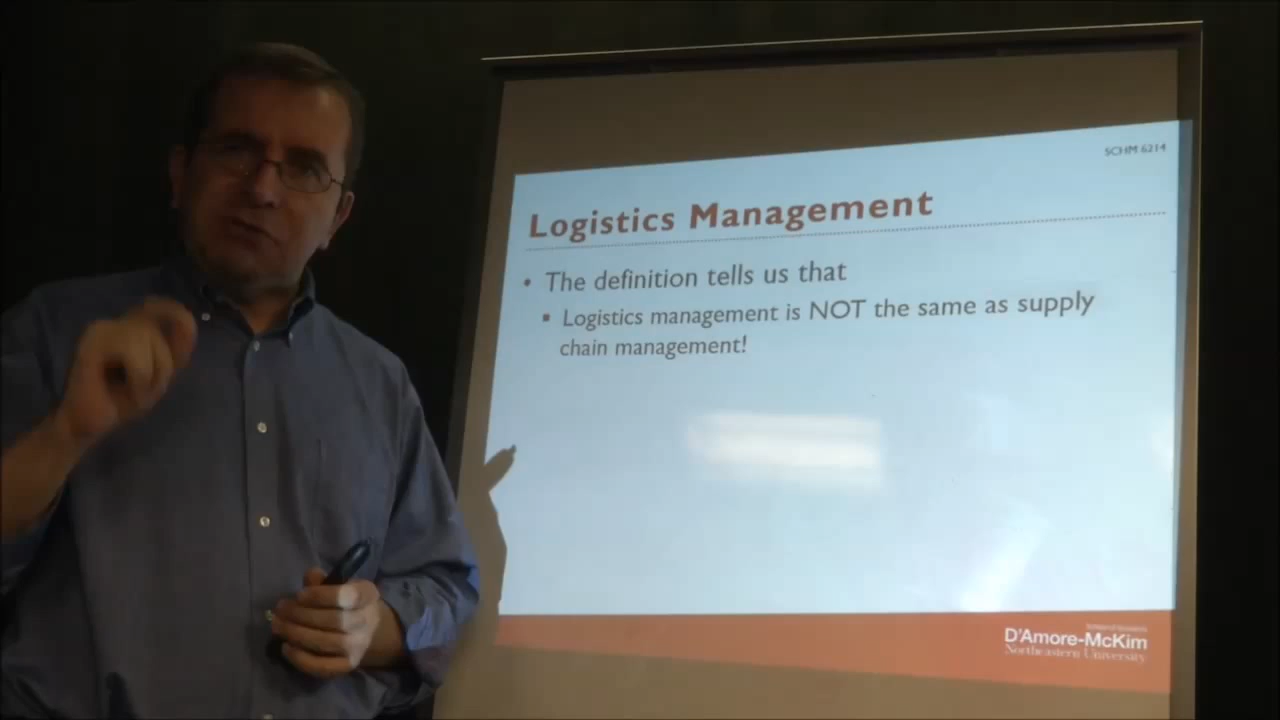 SCHM 6214
Logistics Management
• The definition tells us that
▪ Logistics management is NOT the same as supply
chain management!
D'Amore-McKim
Northeastern University